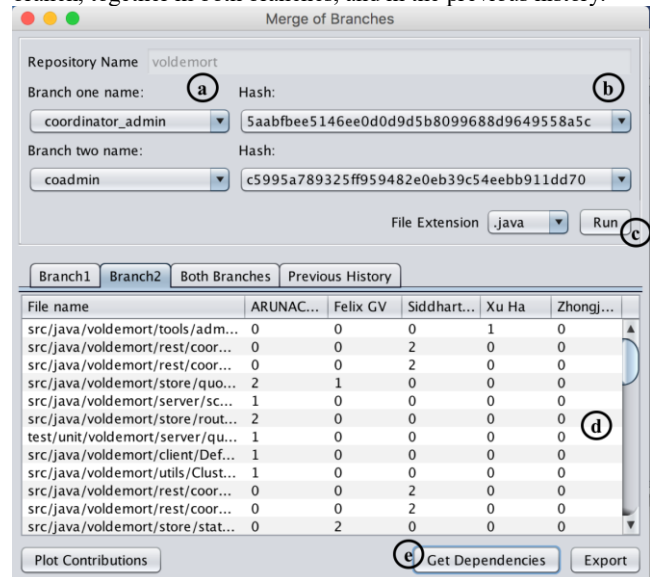 branch, together in both branches, and in the previous history.
Merge of Branches
Repository Name voldemort
Branch one name: a Hash: b
coordinator_admin 5aabfbee5146ee0d0d9d5b8099688d9649558a5c
Branch two name: Hash:
coadmin c5995a789325ff959482e0eb39c54eebb911dd70
File Extension .java Run c
Branch1 Branch2 Both Branches Previous History
File name ARUNAC... Felix GV Siddhart... Xu Ha Zhongj...
src/java/voldemort/tools/adm... 0 0 0 1 0
src/java/voldemort/rest/coor... 0 0 2 0 0
src/java/voldemort/rest/coor... 0 0 2 0 0
src/java/voldemort/store/quo... 2 1 0 0 0
src/java/voldemort/server/sc... 1 0 0 0 0
src/java/voldemort/store/rout... 2 0 0 0 0 d
test/unit/voldemort/server/qu... 1 0 0 0 0
src/java/voldemort/client/Def... 1 0 0 0 0
src/java/voldemort/utils/Clust... 1 0 0 0 0
src/java/voldemort/rest/coor... 0 0 2 0 0
src/java/voldemort/rest/coor... 0 0 2 0 0
src/java/voldemort/store/stat... 0 2 0 0 0
Plot Contributions e Get Dependencies Export